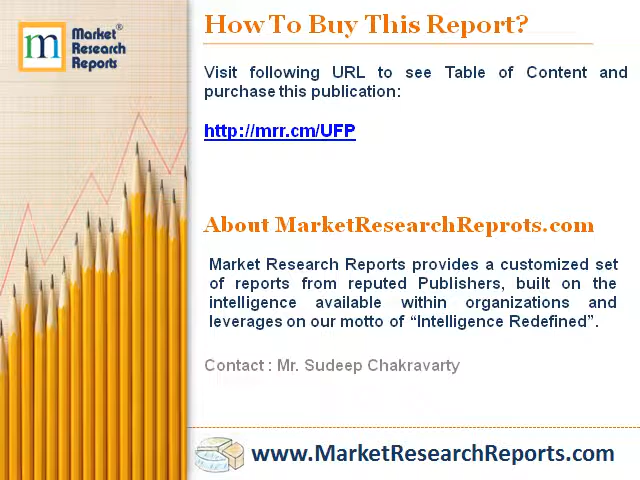 m
Market®
Research
Reports
How To Buy This Report?
Visit following URL to see Table of Content and
purchase this publication:
http://mrr.cm/UFP
About MarketResearchReprots.com
Market Research Reports provides a customized set
of reports from reputed Publishers, built on the
intelligence available within organizations and
leverages on our motto of “Intelligence Redefined”.
Contact : Mr. Sudeep Chakravarty
www.MarketResearchReports.com